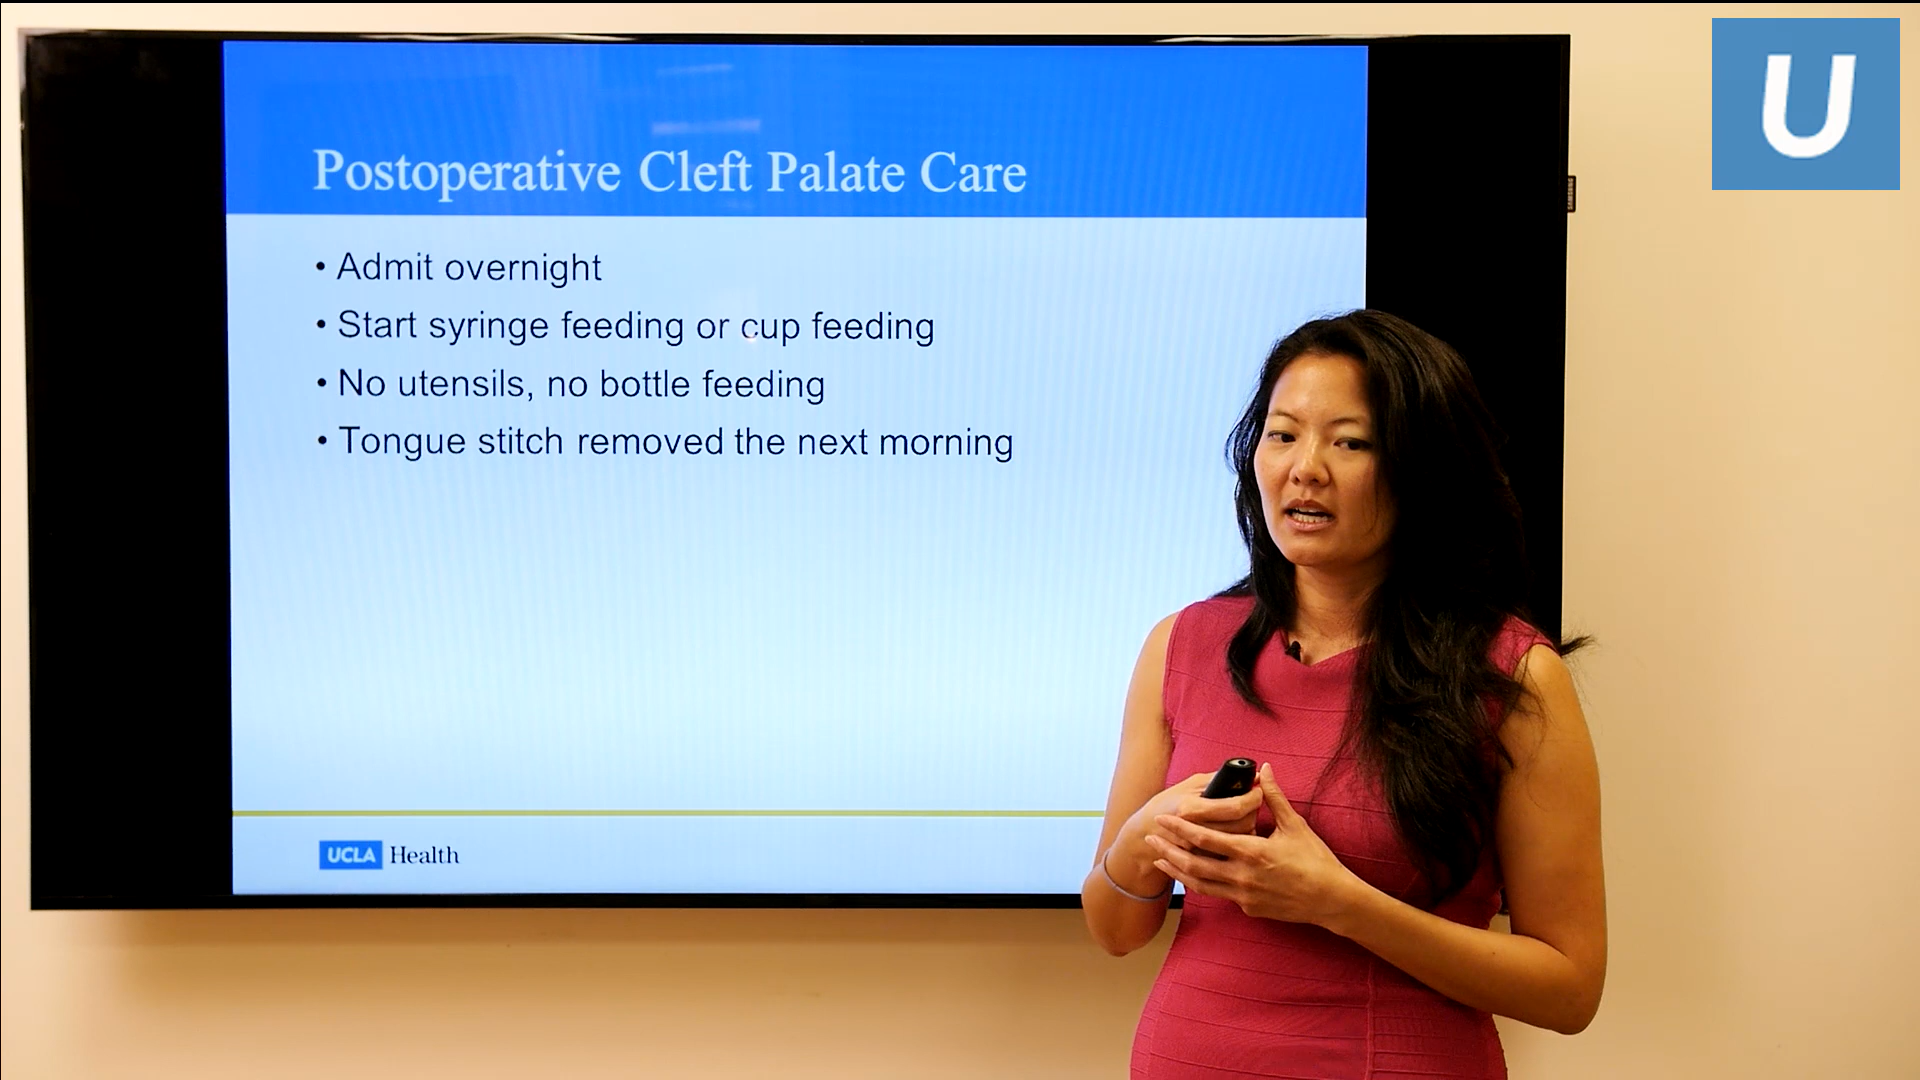 U
Postoperative Cleft Palate Care
• Admit overnight
• Start syringe feeding or cup feeding
• No utensils, no bottle feeding
• Tongue stitch removed the next morning
UCLA Health